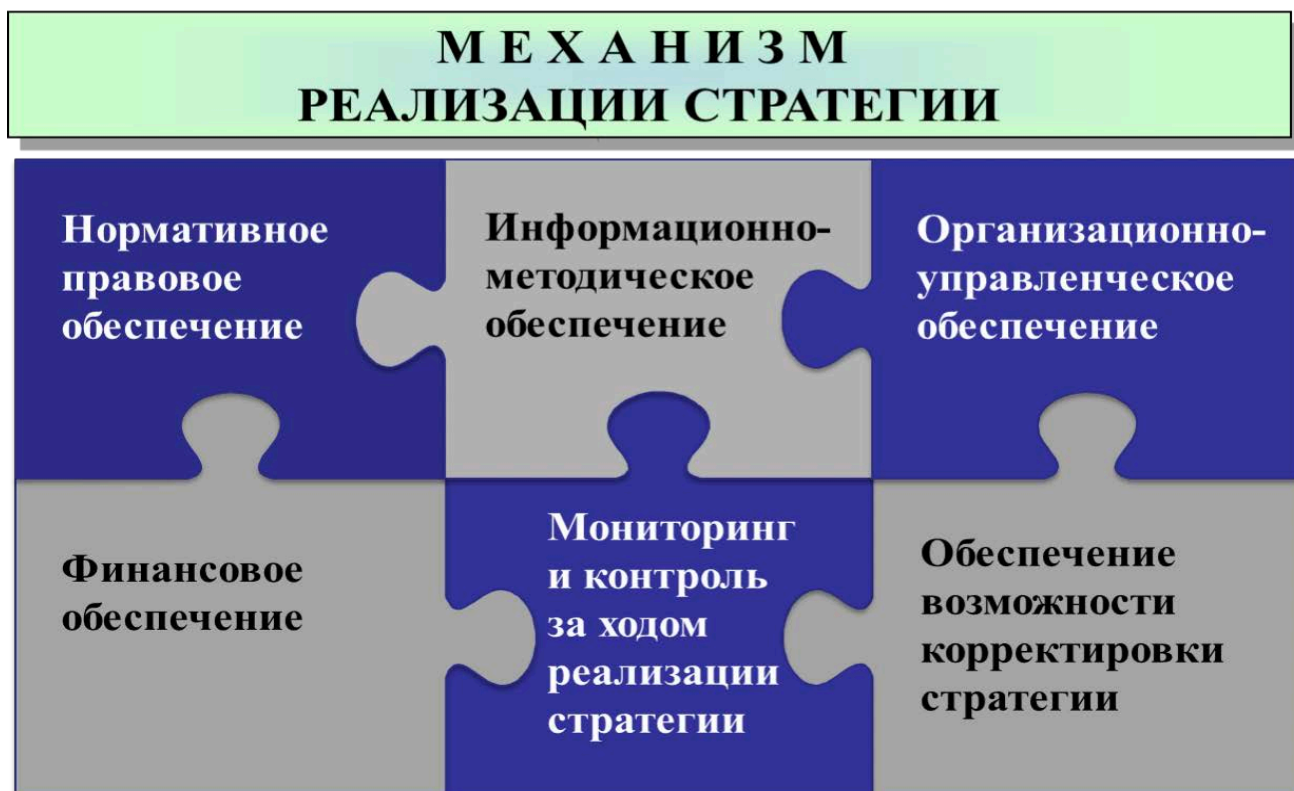 М Е Х А Н И З М
РЕАЛИЗАЦИИ СТРАТЕГИИ
Нормативное
правовое
обеспечение
Информационно-
методическое
обеспечение
Организационно-
управленческое
обеспечение
Финансовое
обеспечение
Мониторинг
и контроль
за ходом
реализации
стратегии
Обеспечение
возможности
корректировки
стратегии